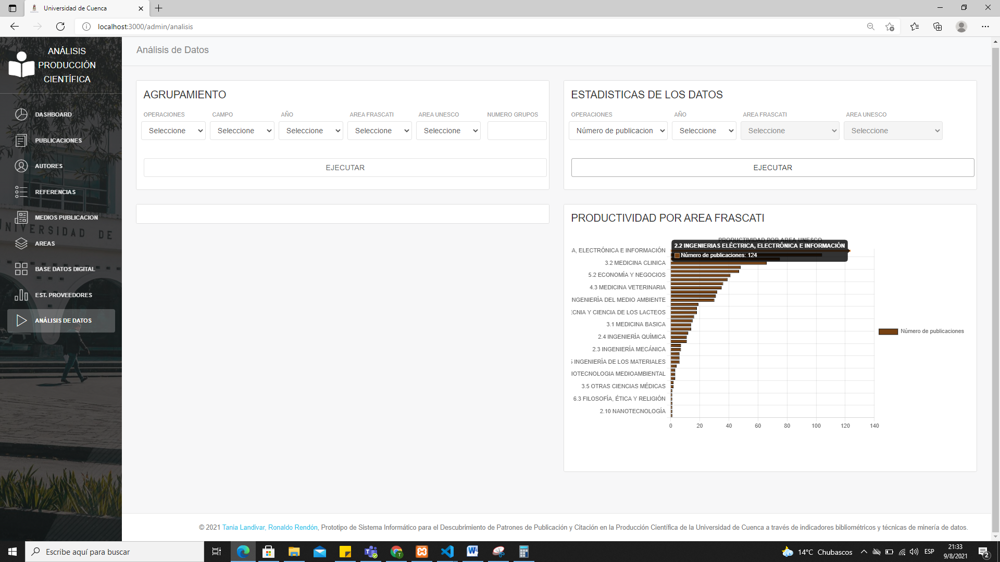 Universidad de Cuenca
localhost:3000/admin/analisis
ANÁLISIS
PRODUCCIÓN
CIENTÍFICA
DASHBOARD
PUBLICACIONES
AUTORES
REFERENCIAS
MEDIOS PUBLICACION
UNIVERSIDAD DE
AREAS
BASE DATOS DIGITAL
EST. PROVEEDORES
ANÁLISIS DE DATOS
Análisis de Datos
AGRUPAMIENTO
OPERACIONES CAMPO AÑO AREA FRASCATI AREA UNESCO NUMERO GRUPOS
Seleccione Seleccione Seleccione Seleccione Seleccione
EJECUTAR
ESTADISTICAS DE LOS DATOS
OPERACIONES AÑO AREA FRASCATI AREA UNESCO
Número de publicacion Seleccione Seleccione Seleccione
EJECUTAR
PRODUCTIVIDAD POR AREA FRASCATI
PRODUCTIVIDAD POR AREA UNESCO
2.2 INGENIERIAS ELÉCTRICA, ELECTRÓNICA E INFORMACIÓN
Número de publicaciones: 124
A, ELECTRÓNICA E INFORMACIÓN
3.2 MEDICINA CLINICA
5.2 ECONOMÍA Y NEGOCIOS
4.3 MEDICINA VETERINARIA
NGENIERÍA DEL MEDIO AMBIENTE
ECNIA Y CIENCIA DE LOS LACTEOS
3.1 MEDICINA BASICA
2.4 INGENIERÍA QUÍMICA
2.3 INGENIERÍA MECÁNICA
5 INGENIERÍA DE LOS MATERIALES
IOTECNOLOGIA MEDIOAMBIENTAL
3.5 OTRAS CIENCIAS MÉDICAS
6.3 FILOSOFÍA, ÉTICA Y RELIGIÓN
2.10 NANOTECNOLOGÍA
0 20 40 60 80 100 120 140
Número de publicaciones
© 2021 Tania Landivar, Ronaldo Rendón, Prototipo de Sistema Informático para el Descubrimiento de Patrones de Publicación y Citación en la Producción Científica de la Universidad de Cuenca a través de indicadores bibliométricos y técnicas de minería de datos.
Escribe aquí para buscar
14°C Chubascos
ESP
21:33
9/8/2021
2